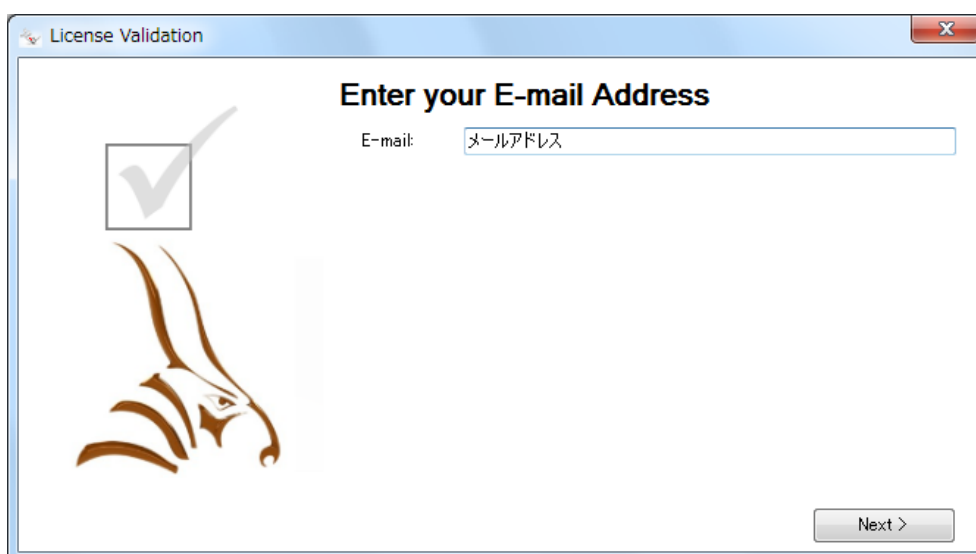 License Validation
Enter your E-mail Address
E-mail: メールアドレス
Next >